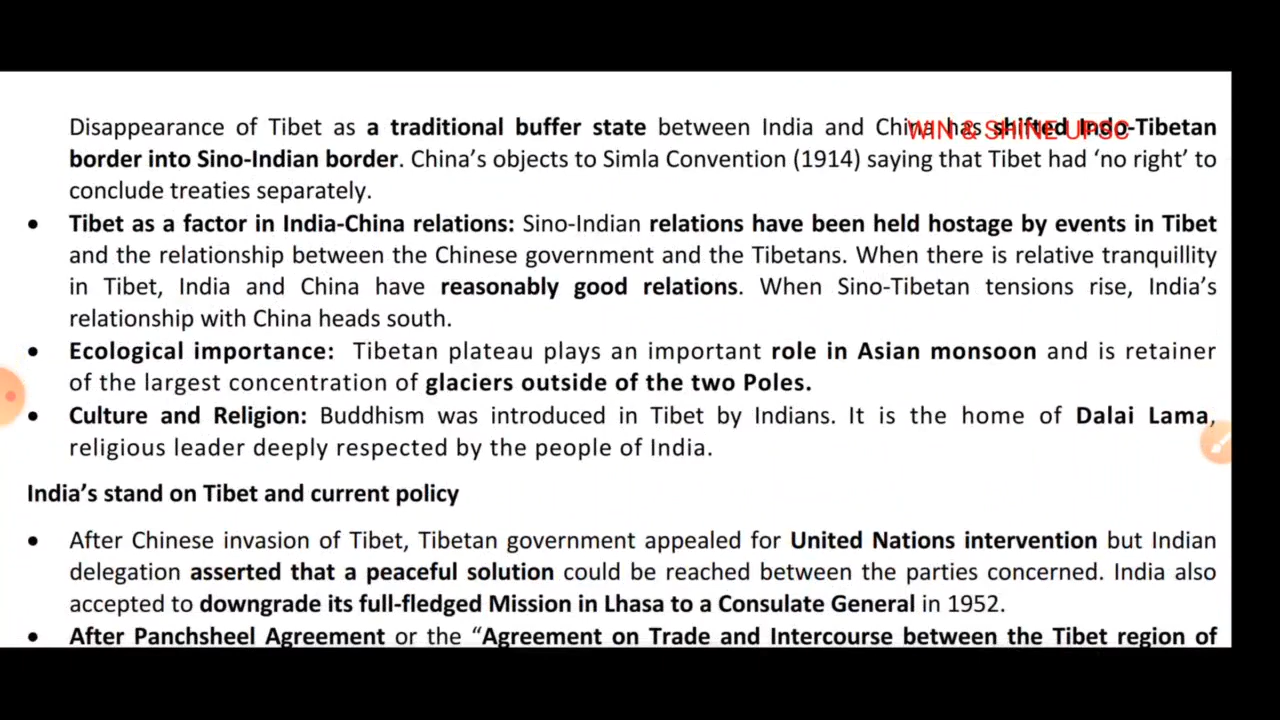 Disappearance of Tibet as a traditional buffer state between India and China has shifted Indo-Tibetan
WIN & SHINE UPSC
border into Sino-Indian border. China’s objects to Simla Convention (1914) saying that Tibet had ‘no right’ to
conclude treaties separately.
• Tibet as a factor in India-China relations: Sino-Indian relations have been held hostage by events in Tibet
and the relationship between the Chinese government and the Tibetans. When there is relative tranquillity
in Tibet, India and China have reasonably good relations. When Sino-Tibetan tensions rise, India’s
relationship with China heads south.
• Ecological importance: Tibetan plateau plays an important role in Asian monsoon and is retainer
of the largest concentration of glaciers outside of the two Poles.
• Culture and Religion: Buddhism was introduced in Tibet by Indians. It is the home of Dalai Lama,
religious leader deeply respected by the people of India.
India’s stand on Tibet and current policy
• After Chinese invasion of Tibet, Tibetan government appealed for United Nations intervention but Indian
delegation asserted that a peaceful solution could be reached between the parties concerned. India also
accepted to downgrade its full-fledged Mission in Lhasa to a Consulate General in 1952.
• After Panchsheel Agreement or the “Agreement on Trade and Intercourse between the Tibet region of